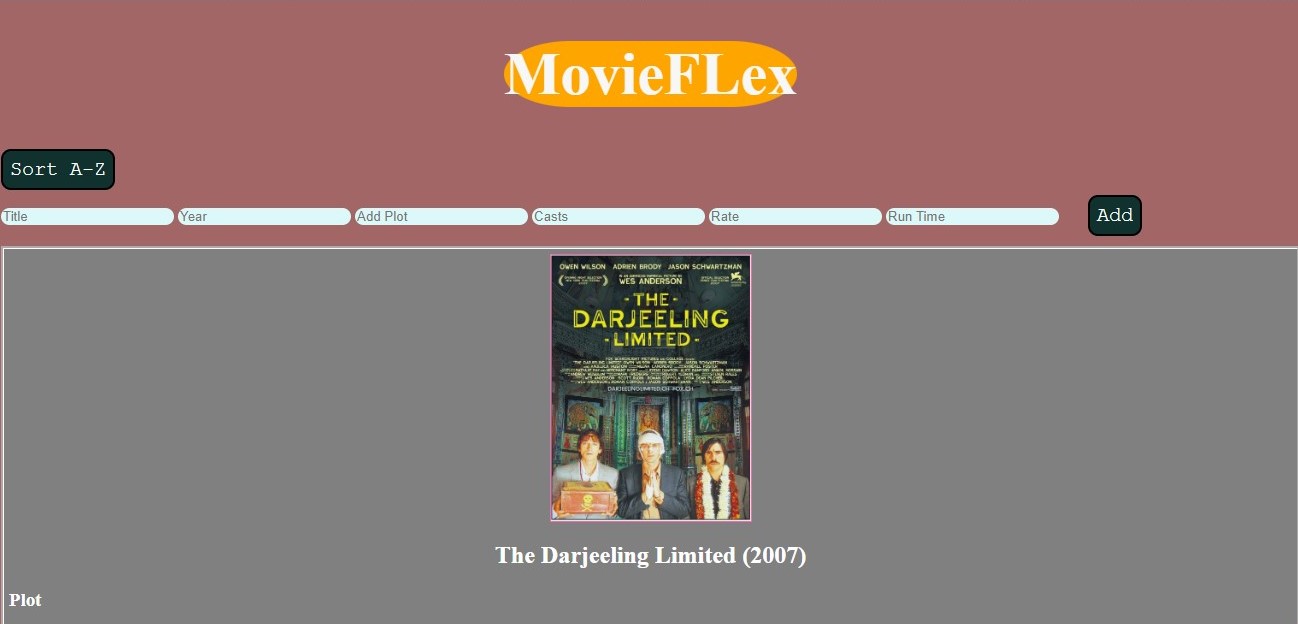 MovieFLex
Sort A-Z
Title Year Add Plot Casts Rate Run Time Add
OWEN WILSON ADRIEN BRODY JASON SCHWARTZMAN
WES ANDERSON
- THE -
DARJEELING
- LIMITED -
The Darjeeling Limited (2007)
Plot